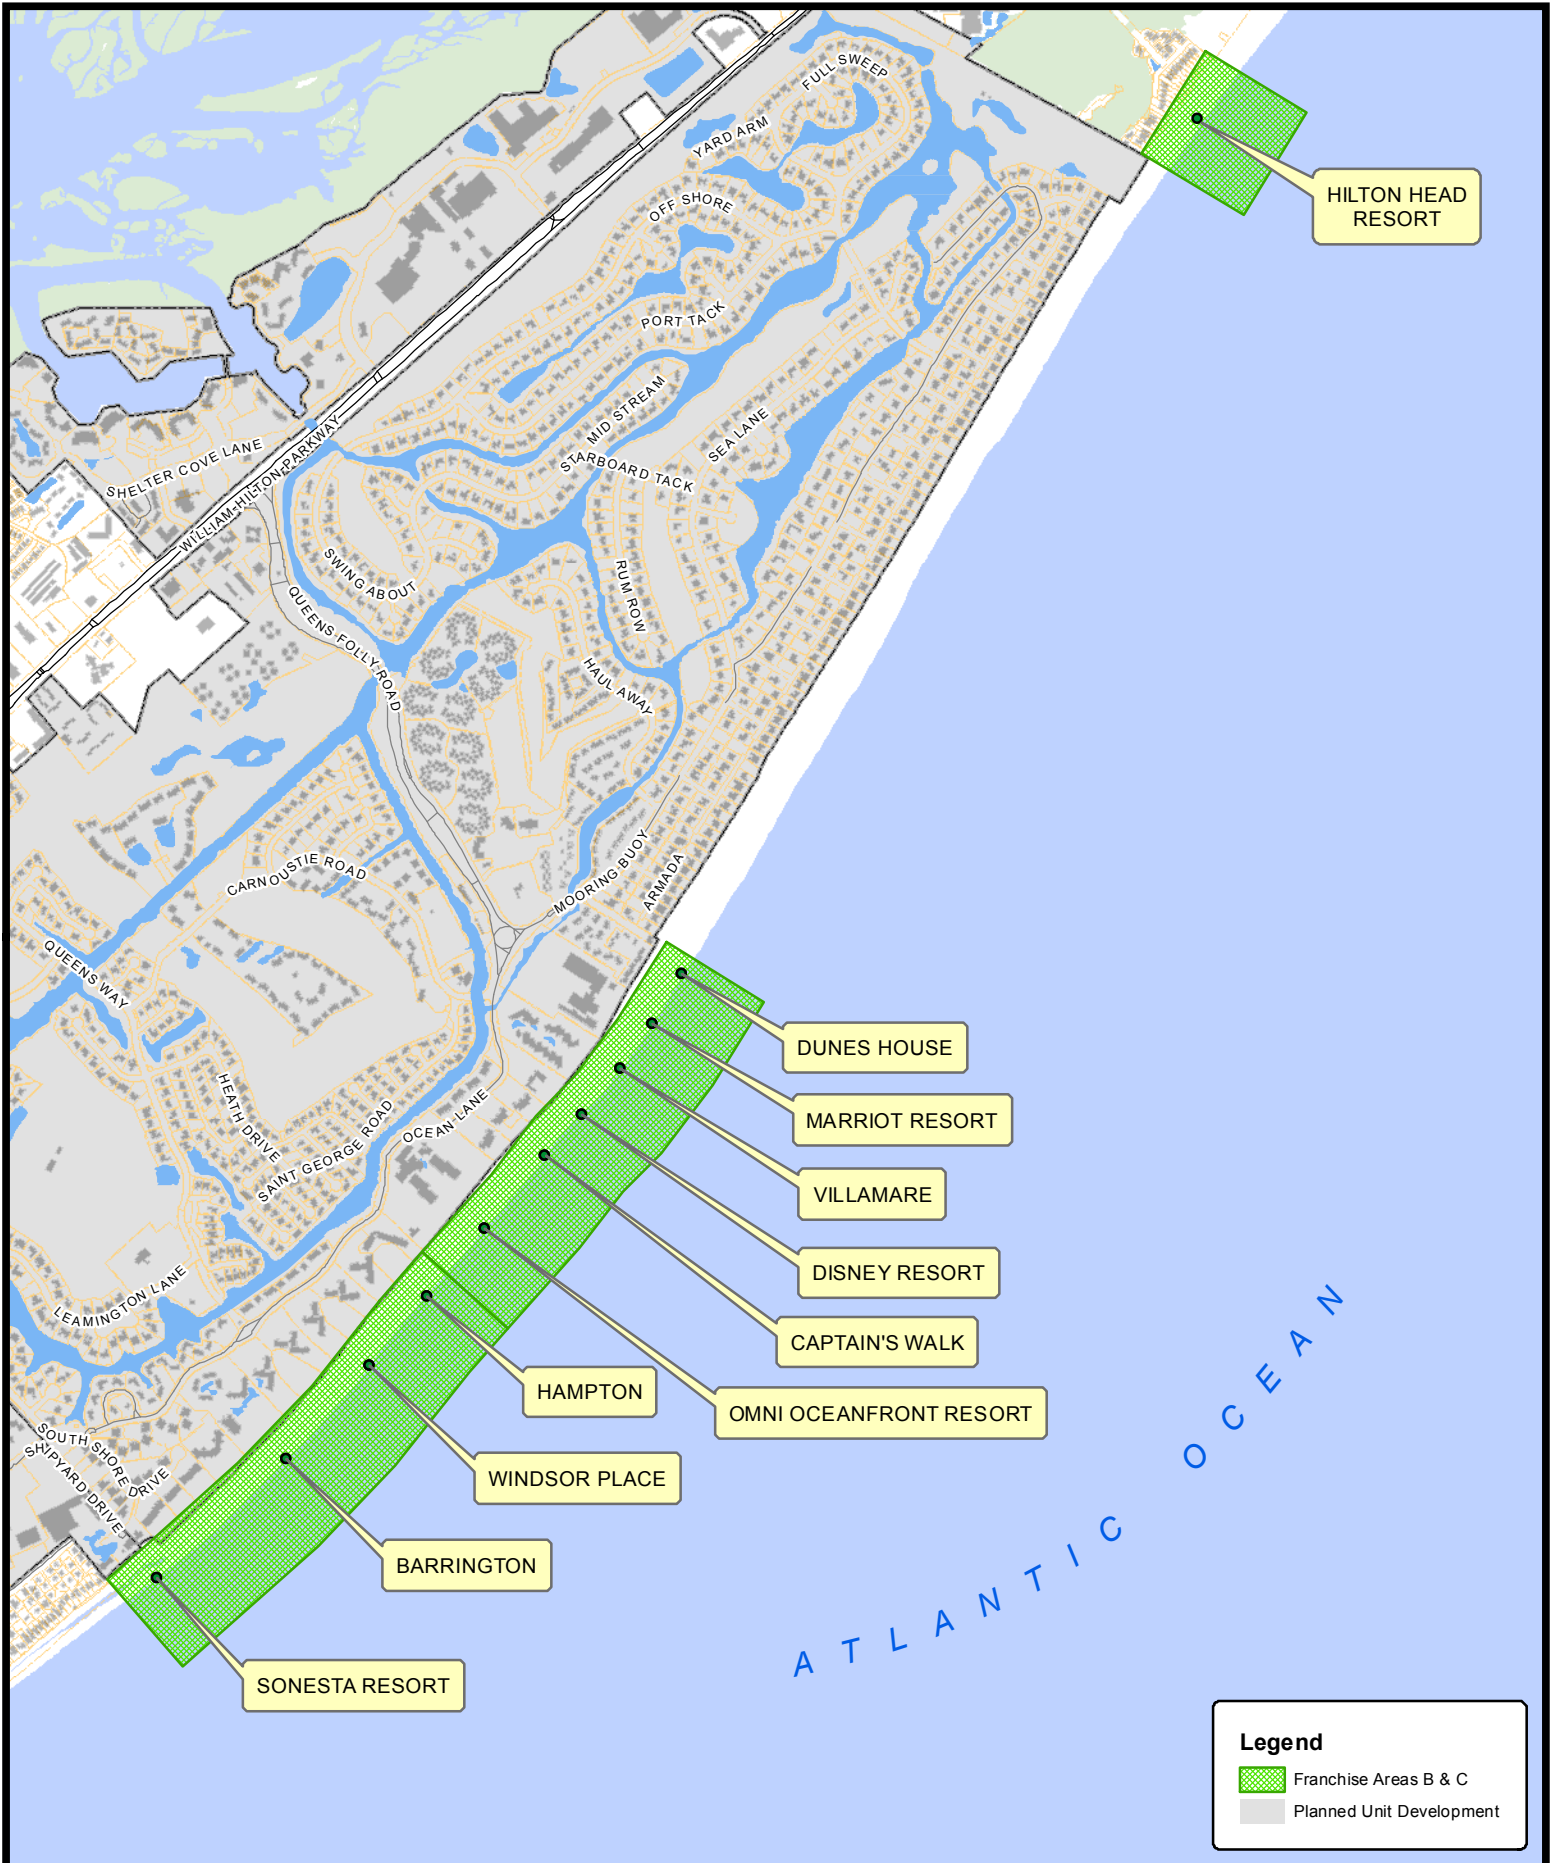 FULL SWEEP
YARD ARM
OFF SHORE
HILTON HEAD
RESORT
PORT TACK
MID STREAM
SEA LANE
STARBOARD TACK
SHELTER COVE LANE
WILLIAM HILTON PARKWAY
SWING ABOUT
RUM ROW
QUEENS FOLLY ROAD
HAUL AWAY
MOORING BUOY
ARMADA
CARNOUSTIE ROAD
QUEENS WAY
DUNES HOUSE
MARRIOT RESORT
HEATH DRIVE
SAINT GEORGE ROAD
OCEAN LANE
VILLAMARE
DISNEY RESORT
LEAMINGTON LANE
CAPTAIN'S WALK
HAMPTON
OMNI OCEANFRONT RESORT
WINDSOR PLACE
SOUTH SHORE DRIVE
SHIPYARD DRIVE
BARRINGTON
SONESTA RESORT
ATLANTIC OCEAN
Legend
Franchise Areas B & C
Planned Unit Development